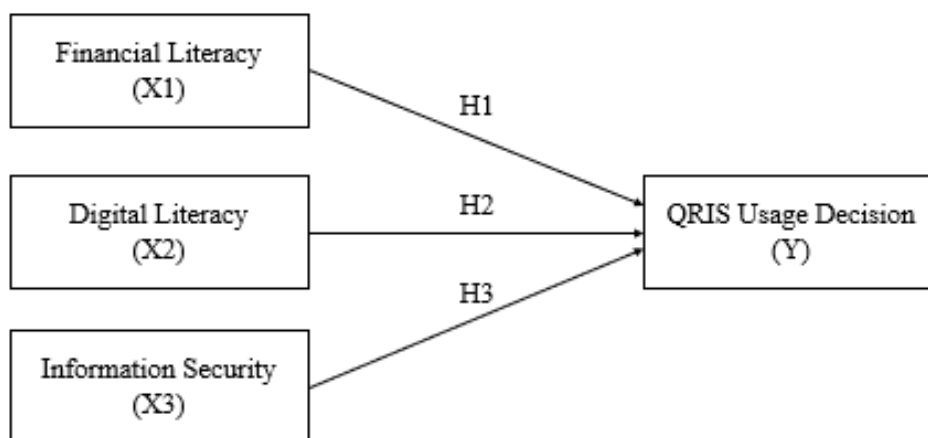 Financial Literacy
(X1)
H1
Digital Literacy
(X2)
H2
QRIS Usage Decision
(Y)
H3
Information Security
(X3)